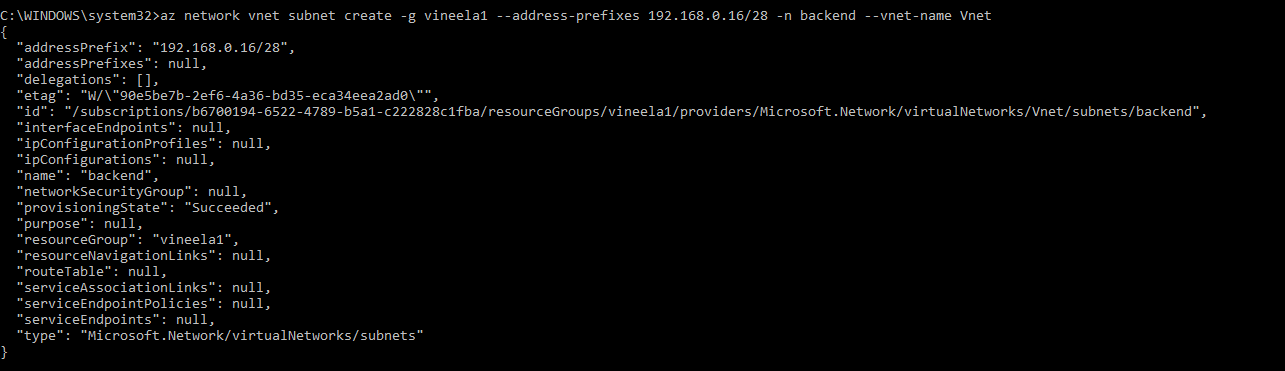 C:\WINDOWS\system32>az network vnet subnet create -g vineela1 --address-prefixes 192.168.0.16/28 -n backend --vnet-name Vnet
{
  "addressPrefix": "192.168.0.16/28",
  "addressPrefixes": null,
  "delegations": [],
  "etag": "W/\"90e5be7b-2ef6-4a36-bd35-eca34eea2ad0\"",
  "id": "/subscriptions/b6700194-6522-4789-b5a1-c222828c1fba/resourceGroups/vineela1/providers/Microsoft.Network/virtualNetworks/Vnet/subnets/backend",
  "interfaceEndpoints": null,
  "ipConfigurationProfiles": null,
  "ipConfigurations": null,
  "name": "backend",
  "networkSecurityGroup": null,
  "provisioningState": "Succeeded",
  "purpose": null,
  "resourceGroup": "vineela1",
  "resourceNavigationLinks": null,
  "routeTable": null,
  "serviceAssociationLinks": null,
  "serviceEndpointPolicies": null,
  "serviceEndpoints": null,
  "type": "Microsoft.Network/virtualNetworks/subnets"
}